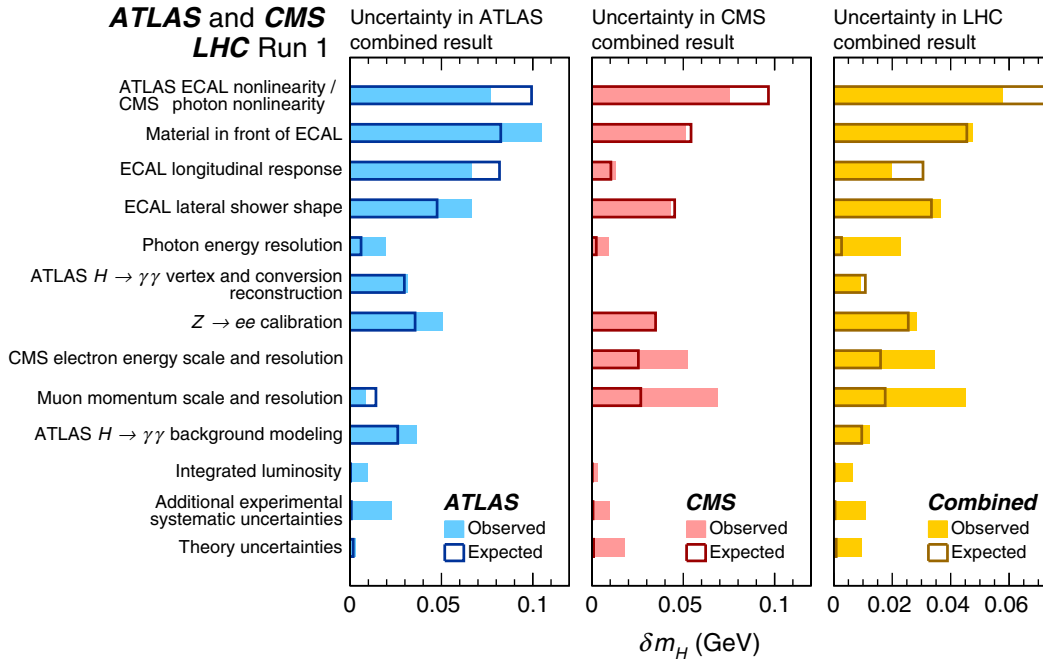 ATLAS and CMS
LHC Run 1
Uncertainty in ATLAS
combined result
Uncertainty in CMS
combined result
Uncertainty in LHC
combined result
ATLAS ECAL nonlinearity /
CMS photon nonlinearity
Material in front of ECAL
ECAL longitudinal response
ECAL lateral shower shape
Photon energy resolution
ATLAS H → γγ vertex and conversion
reconstruction
Z → ee calibration
CMS electron energy scale and resolution
Muon momentum scale and resolution
ATLAS H → γγ background modeling
Integrated luminosity
Additional experimental
systematic uncertainties
Theory uncertainties
ATLAS
Observed
Expected
CMS
Observed
Expected
Combined
Observed
Expected
0 0.05 0.1
0 0.05 0.1
0 0.02 0.04 0.06
δm_H (GeV)